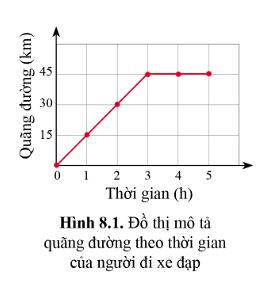 Quãng đường (km)
45
30
15
0 1 2 3 4 5
Thời gian (h)
Hình 8.1. Đồ thị mô tả
quãng đường theo thời gian
của người đi xe đạp